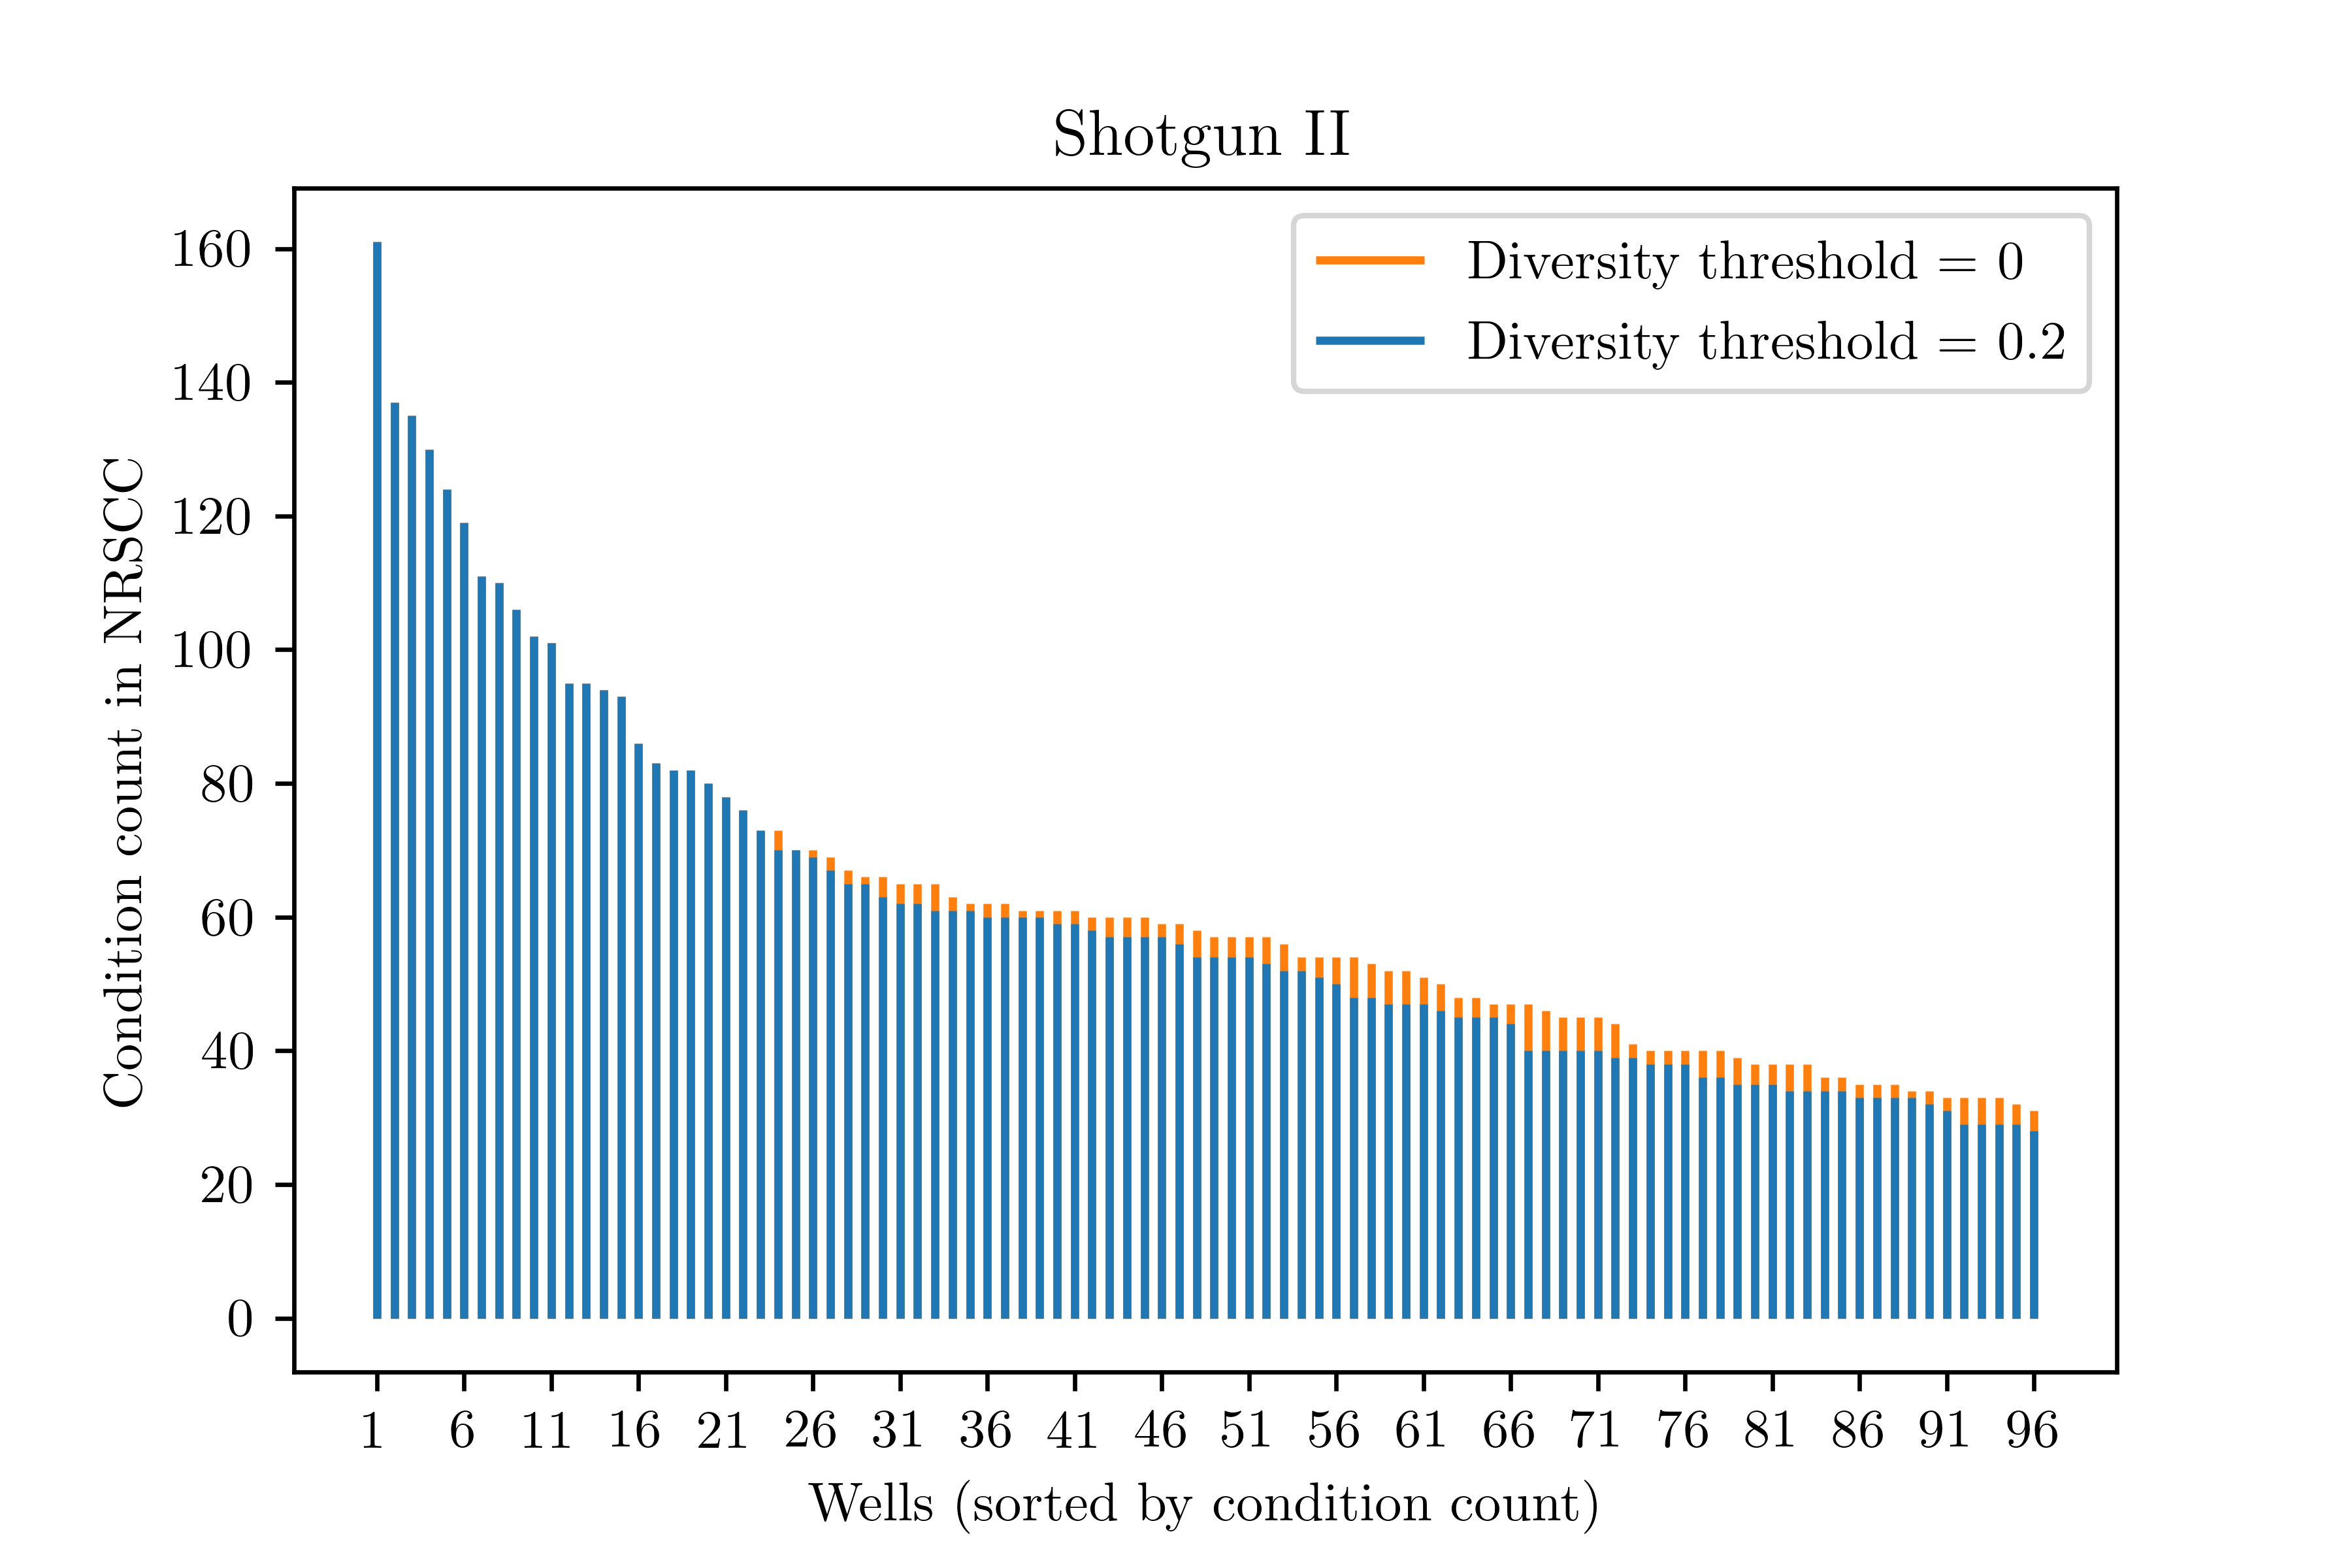 Shotgun II
Diversity threshold = 0
Diversity threshold = 0.2
Condition count in NRSCC
160
140
120
100
80
60
40
20
0
1 6 11 16 21 26 31 36 41 46 51 56 61 66 71 76 81 86 91 96
Wells (sorted by condition count)